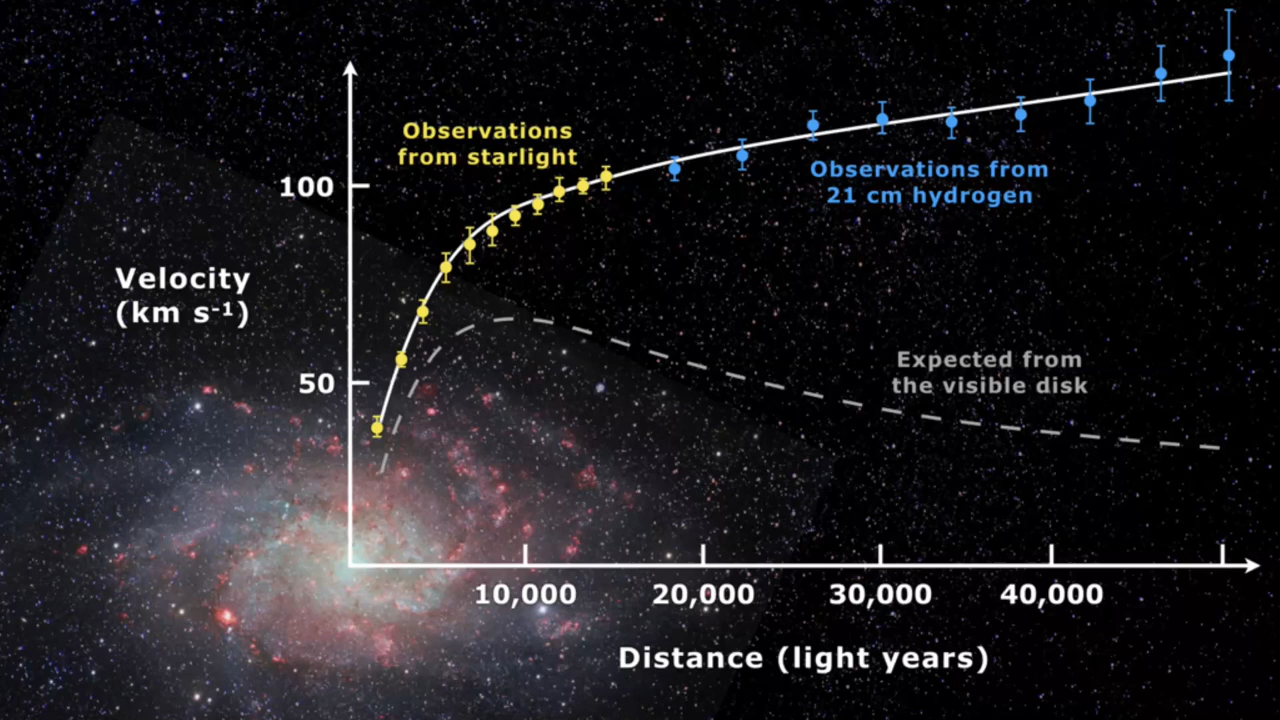 Observations
from starlight
100
Observations from
21 cm hydrogen
Velocity
(km s⁻¹)
Expected from
the visible disk
50
10,000
20,000
30,000
40,000
Distance (light years)